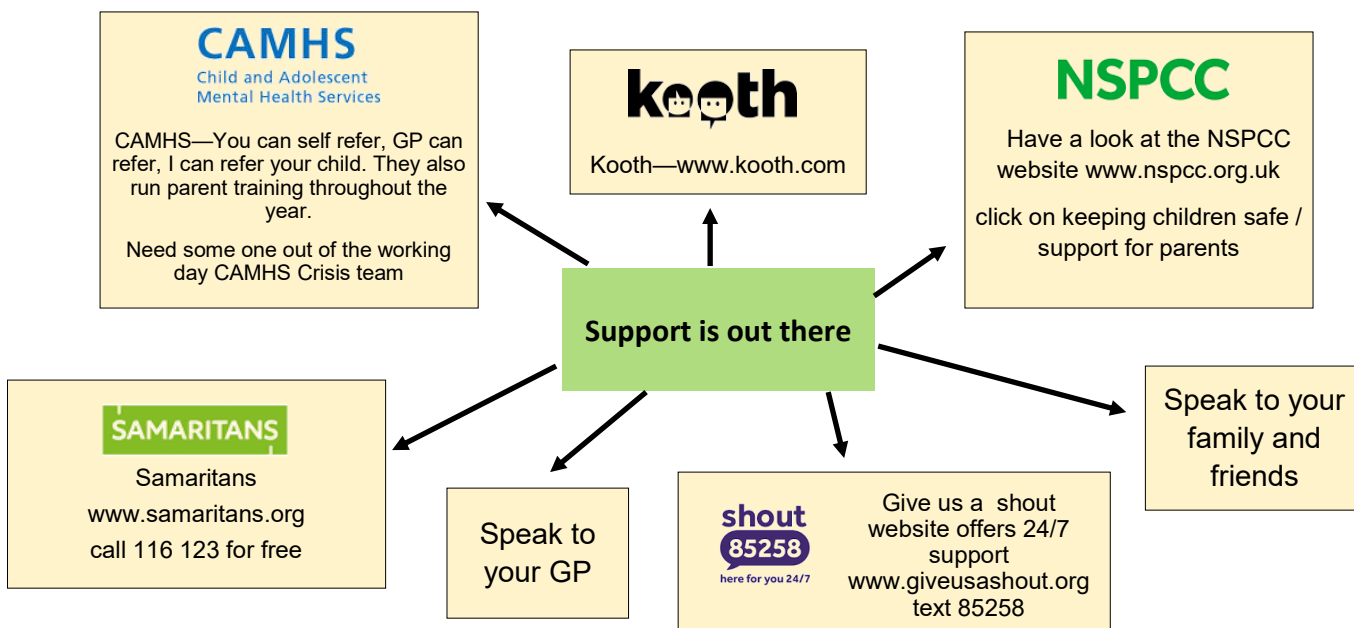 CAMHS
Child and Adolescent
Mental Health Services
CAMHS—You can self refer, GP can
refer, I can refer your child. They also
run parent training throughout the
year.
Need some one out of the working
day CAMHS Crisis team
kooth
Kooth—www.kooth.com
NSPCC
Have a look at the NSPCC
website www.nspcc.org.uk
click on keeping children safe /
support for parents
Support is out there
SAMARITANS
Samaritans
www.samaritans.org
call 116 123 for free
Speak to
your GP
shout
85258
here for you 24/7
Give us a shout
website offers 24/7
support
www.giveusashout.org
text 85258
Speak to your
family and
friends